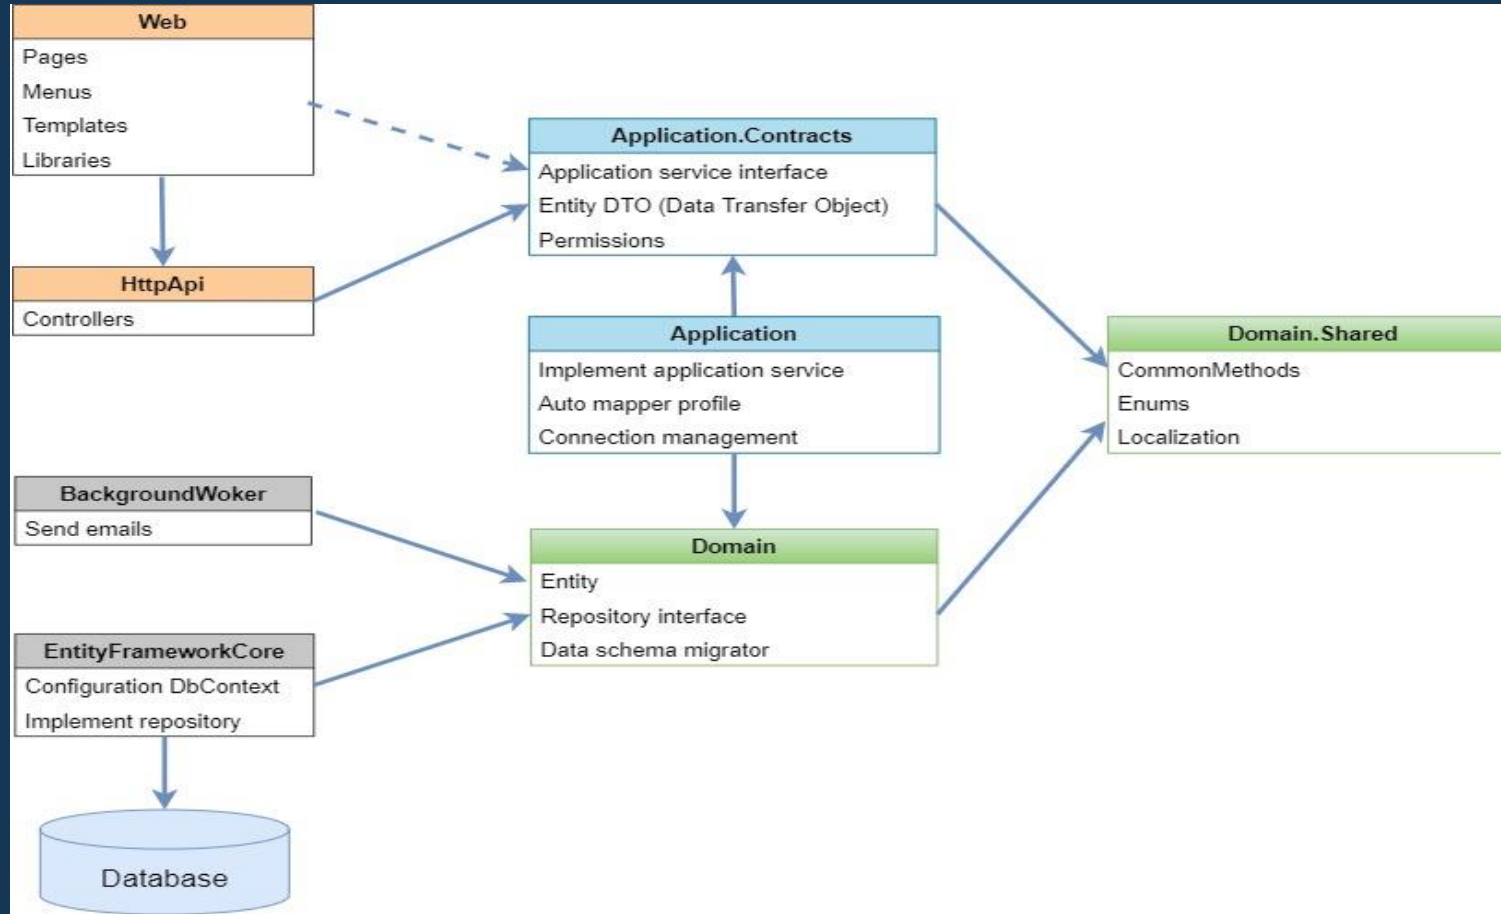 Web
Pages
Menus
Templates
Libraries
HttpApi
Controllers
Application.Contracts
Application service interface
Entity DTO (Data Transfer Object)
Permissions
Application
Implement application service
Auto mapper profile
Connection management
Domain.Shared
CommonMethods
Enums
Localization
BackgroundWoker
Send emails
Domain
Entity
Repository interface
Data schema migrator
EntityFrameworkCore
Configuration DbContext
Implement repository
Database